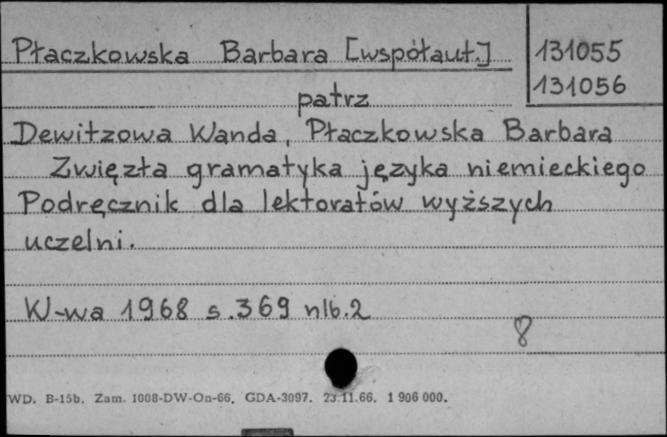 Płaczkowska Barbara [współaut.]
131055
131056
patrz
Dewitzowa Wanda, Płaczkowska Barbara
Zwięzła gramatyka języka niemieckiego
Podręcznik dla lektoratów wyższych
uczelni.
W-wa 1968 s.369 nlb.2
8
WD. B-15b. Zam. 1008-DW-On-66. GDA-3097. 23.11.66. 1 906 000.